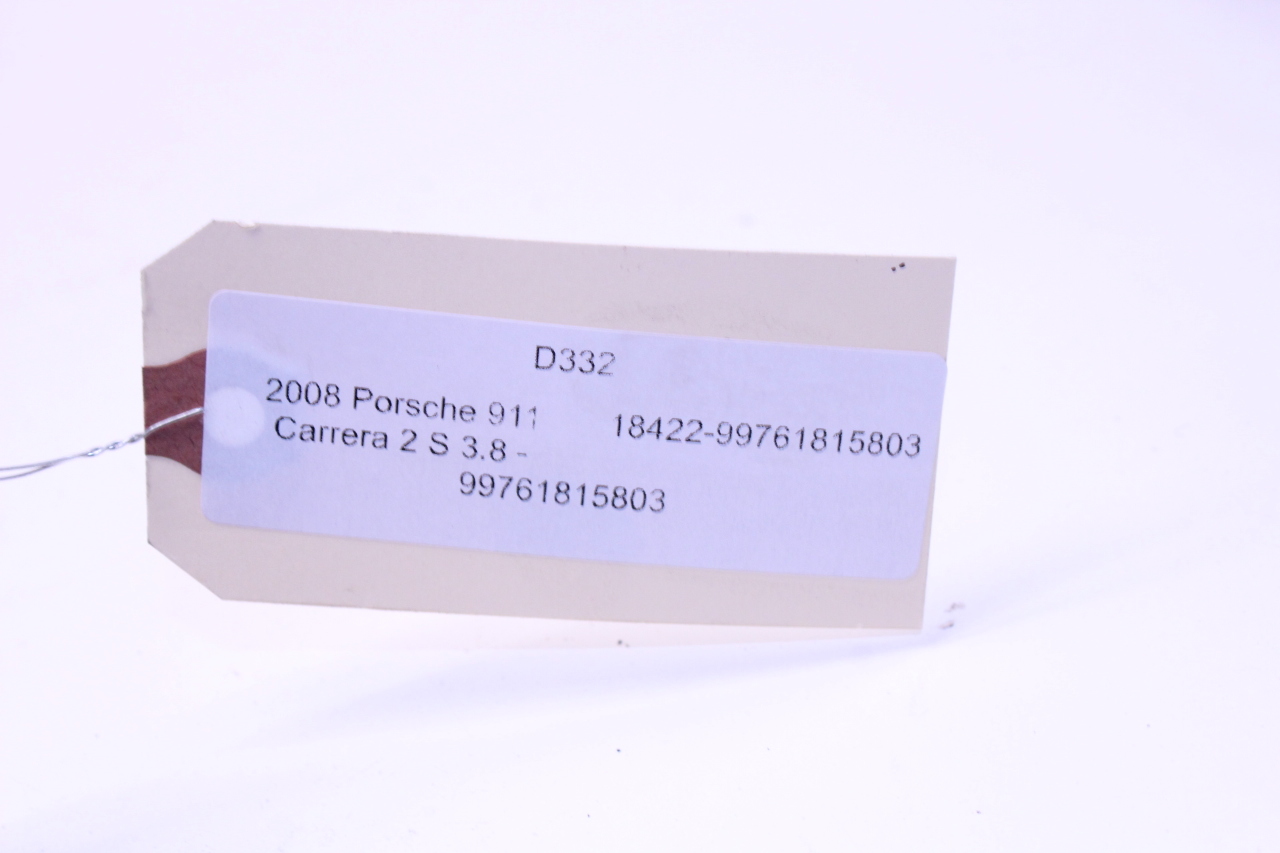 D332
2008 Porsche 911 18422-99761815803
Carrera 2 S 3.8 -
99761815803